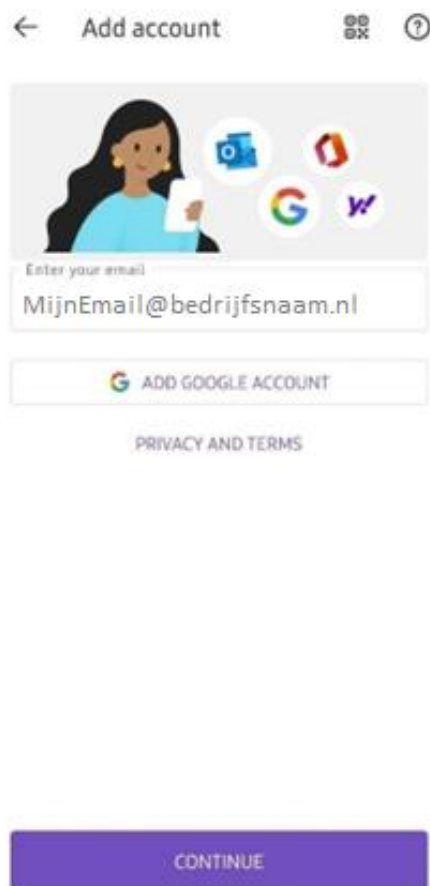 Add account
Enter your email
MijnEmail@bedrijfsnaam.nl
ADD GOOGLE ACCOUNT
PRIVACY AND TERMS
CONTINUE